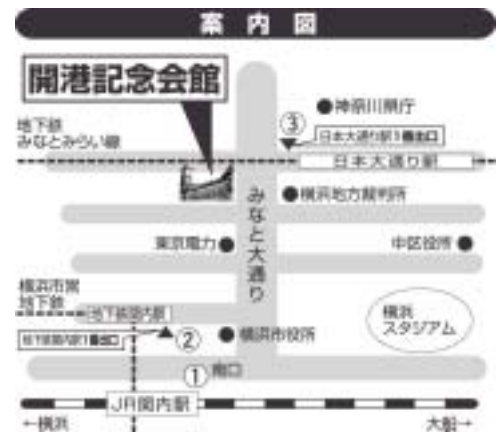 案内図
開港記念会館
●神奈川県庁
地下鉄
みなとみらい線
③
日本大通り駅1番出口
日本大通り駅
みなと大通り
●横浜地方裁判所
東京電力●
中区役所●
横浜市営
地下鉄
地下鉄関内駅
地下鉄関内駅1番出口
②
●横浜市役所
横浜
スタジアム
①南口
JR関内駅
←横浜
大船→